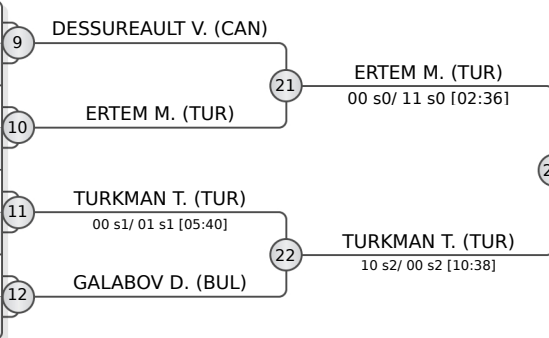 DESSUREAULT V. (CAN)
9
21
ERTEM M. (TUR)
00 s0/ 11 s0 [02:36]
ERTEM M. (TUR)
10
TURKMAN T. (TUR)
11
00 s1/ 01 s1 [05:40]
22
TURKMAN T. (TUR)
10 s2/ 00 s2 [10:38]
GALABOV D. (BUL)
12